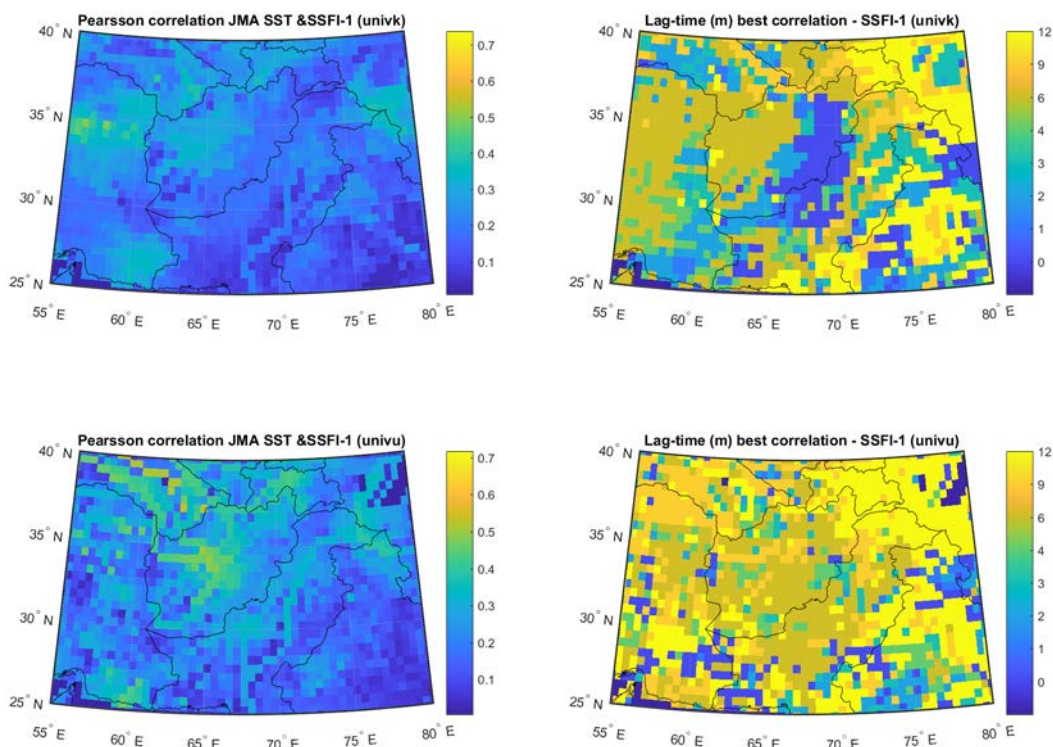 Pearsson correlation JMA SST &SSFI-1 (univk)
40° N
35° N
30° N
25° N
55° E
60° E
65° E
70° E
75° E
80° E
0.7
0.6
0.5
0.4
0.3
0.2
0.1
Lag-time (m) best correlation - SSFI-1 (univk)
40° N
35° N
30° N
25° N
55° E
60° E
65° E
70° E
75° E
80° E
12
9
6
4
3
2
1
0
Pearsson correlation JMA SST &SSFI-1 (univu)
40° N
35° N
30° N
25° N
55° E
60° E
65° E
70° E
75° E
80° E
0.7
0.6
0.5
0.4
0.3
0.2
0.1
Lag-time (m) best correlation - SSFI-1 (univu)
40° N
35° N
30° N
25° N
55° E
60° E
65° E
70° E
75° E
80° E
12
9
6
4
3
2
1
0